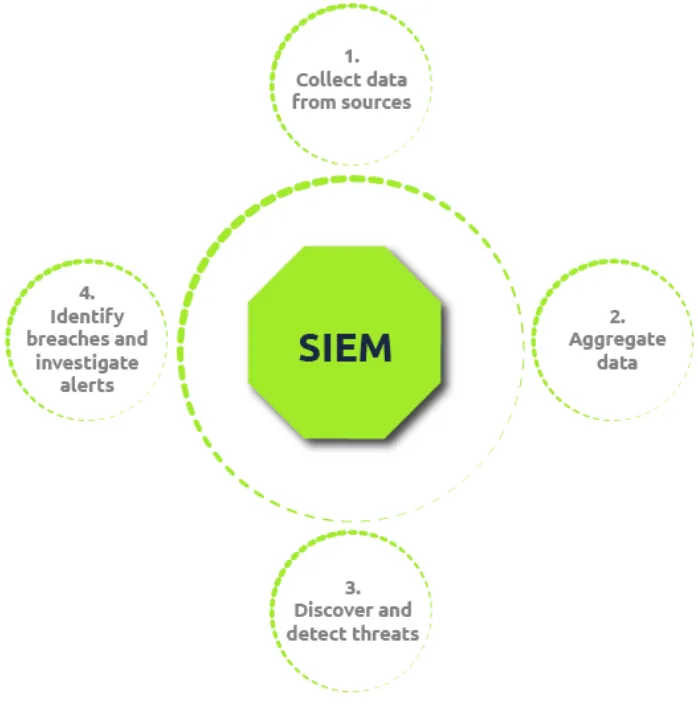 1.
Collect data
from sources
4.
Identify
breaches and
investigate
alerts
SIEM
2.
Aggregate
data
3.
Discover and
detect threats